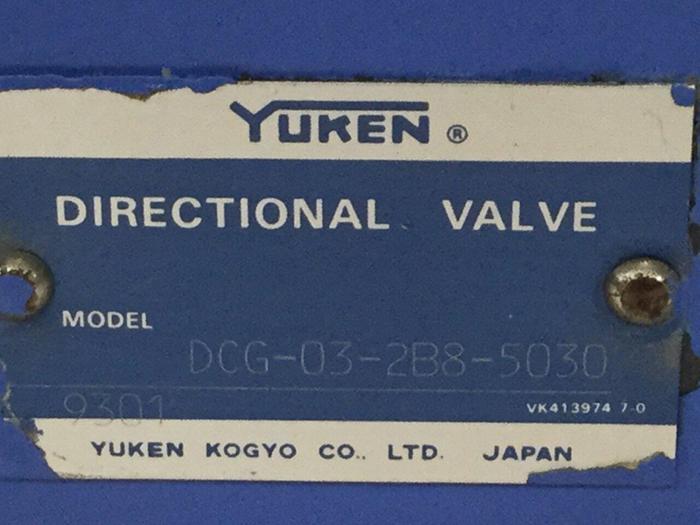 YUKEN®
DIRECTIONAL VALVE
MODEL
DCG-03-2B8-5030
9301
VK413974 7-0
YUKEN KOGYO CO., LTD. JAPAN